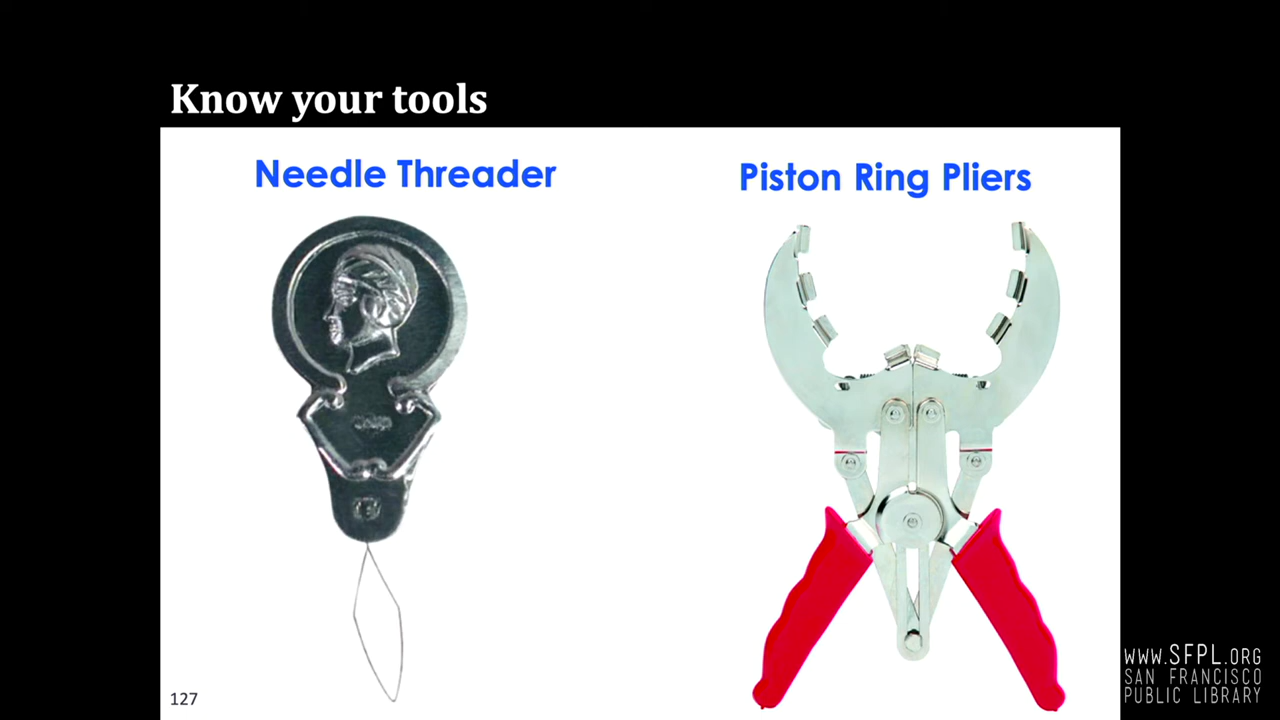 Know your tools
Needle Threader
Piston Ring Pliers
127
WWW.SFPL.ORG
SAN FRANCISCO
PUBLIC LIBRARY